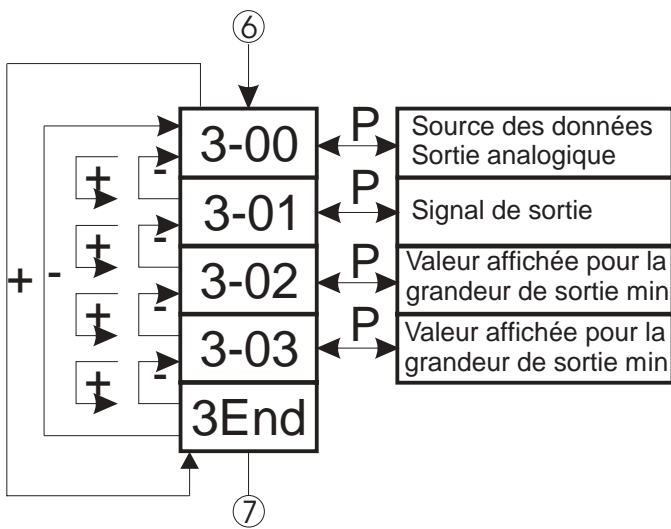 6
3-00
P
Source des données
Sortie analogique
+
-
3-01
P
Signal de sortie
+
-
+
-
3-02
P
Valeur affichée pour la
grandeur de sortie min
+
-
3-03
P
Valeur affichée pour la
grandeur de sortie min
+
-
3End
7